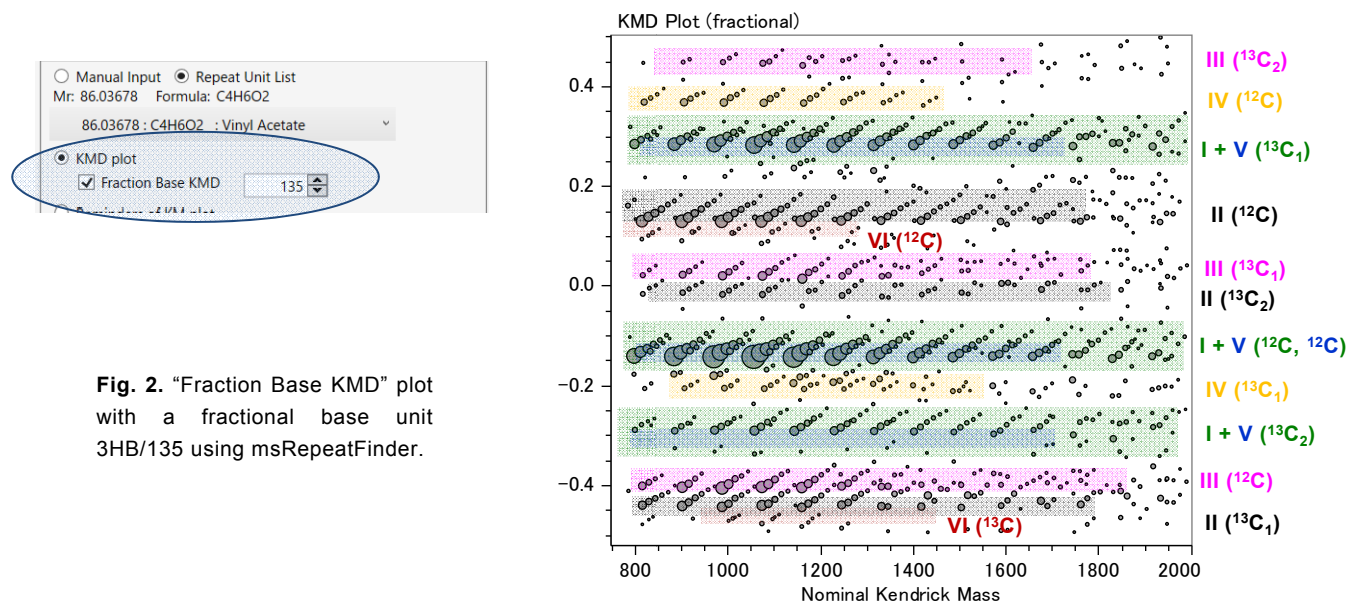 Manual Input Repeat Unit List
Mr: 86.03678 Formula: C4H6O2
86.03678 : C4H6O2 : Vinyl Acetate
KMD plot
Fraction Base KMD 135
Fig. 2. “Fraction Base KMD” plot
with a fractional base unit
3HB/135 using msRepeatFinder.
KMD Plot (fractional)
0.4
0.2
0.0
−0.2
−0.4
800 1000 1200 1400 1600 1800 2000
Nominal Kendrick Mass
III (¹³C₂)
IV (¹²C)
I + V (¹³C₁)
II (¹²C)
VI (¹²C)
III (¹³C₁)
II (¹³C₂)
I + V (¹²C, ¹²C)
IV (¹³C₁)
I + V (¹³C₂)
III (¹²C)
II (¹³C₁)
VI (¹³C)